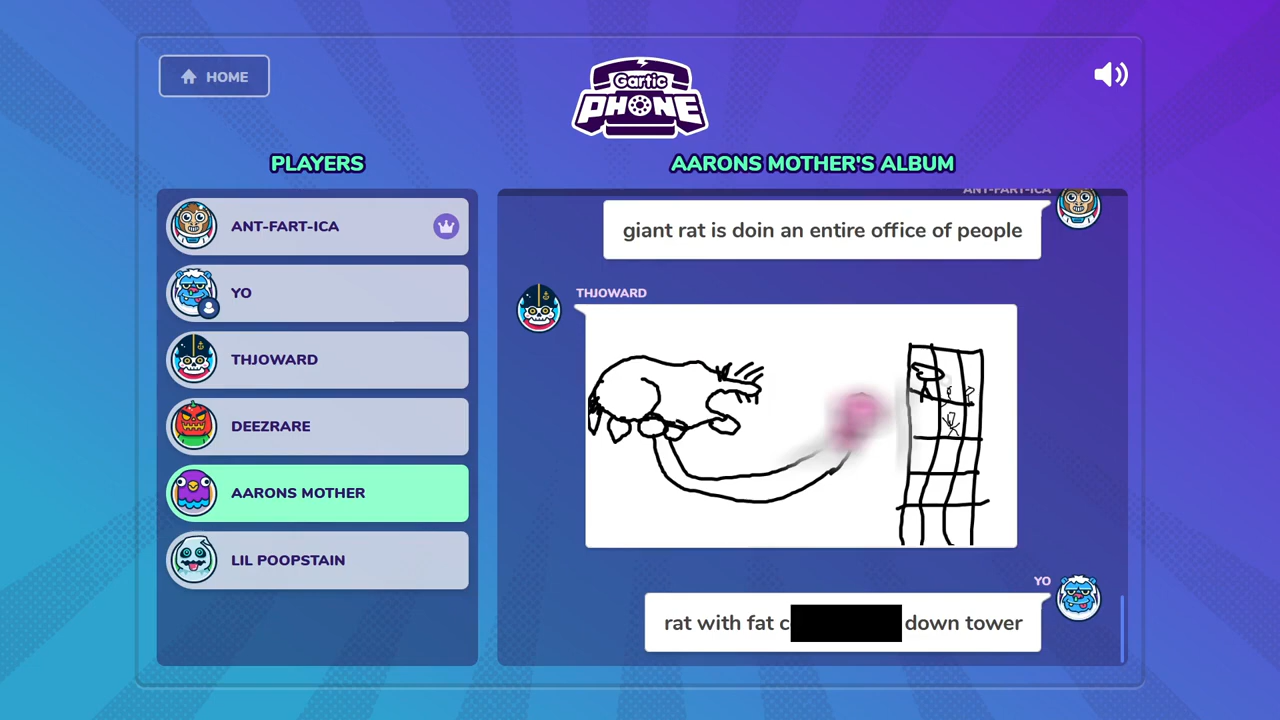 HOME
Gartic
PHONE
PLAYERS
AARONS MOTHER'S ALBUM
ANT-FART-ICA
YO
THJOWARD
DEEZRARE
AARONS MOTHER
LIL POOPSTAIN
ANT-FART-ICA
giant rat is doin an entire office of people
THJOWARD
YO
rat with fat c down tower